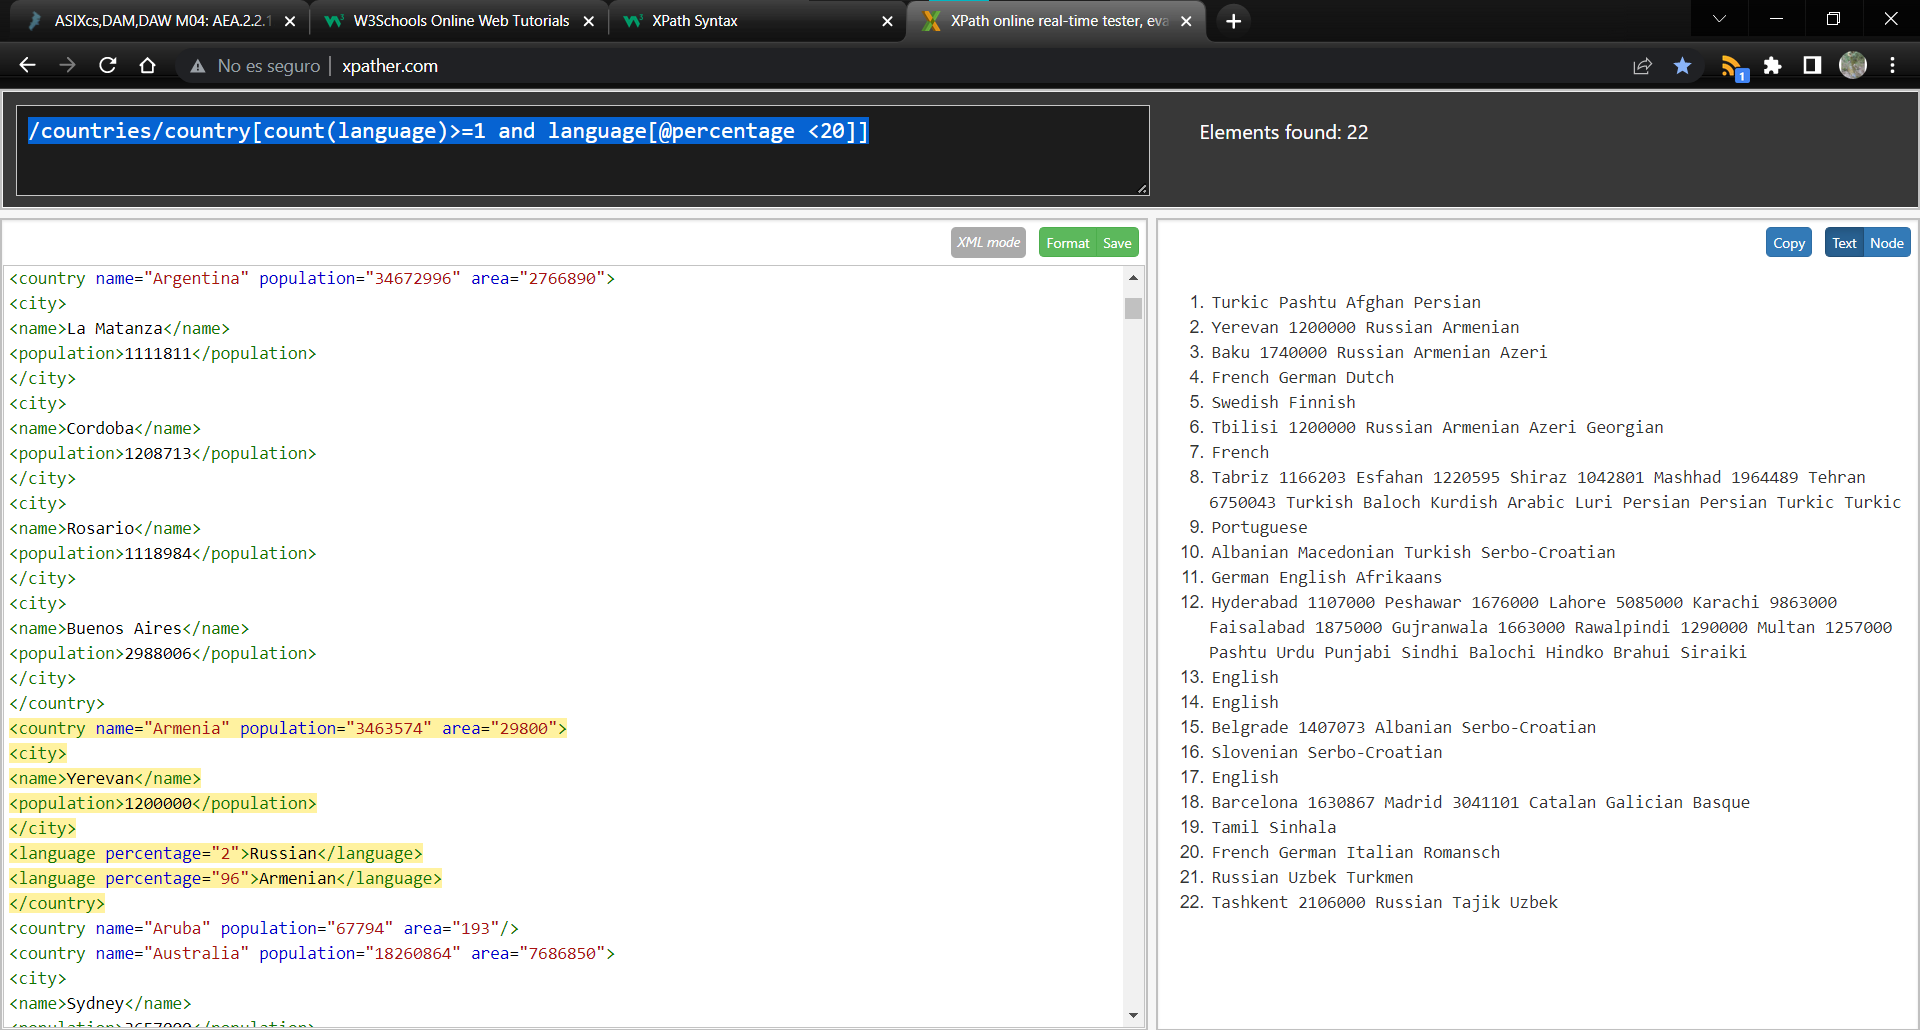 ASIXcs,DAM,DAW M04: AEA.2.2.1
W3Schools Online Web Tutorials
XPath Syntax
XPath online real-time tester, eva
No es seguro
xpather.com
1
/countries/country[count(language)>=1 and language[@percentage <20]]
Elements found: 22
XML mode
Format
Save
<country name="Argentina" population="34672996" area="2766890">
<city>
<name>La Matanza</name>
<population>1111811</population>
</city>
<city>
<name>Cordoba</name>
<population>1208713</population>
</city>
<city>
<name>Rosario</name>
<population>1118984</population>
</city>
<city>
<name>Buenos Aires</name>
<population>2988006</population>
</city>
</country>
<country name="Armenia" population="3463574" area="29800">
<city>
<name>Yerevan</name>
<population>1200000</population>
</city>
<language percentage="2">Russian</language>
<language percentage="96">Armenian</language>
</country>
<country name="Aruba" population="67794" area="193"/>
<country name="Australia" population="18260864" area="7686850">
<city>
<name>Sydney</name>
<population>3657000</population>
Copy
Text
Node
1. Turkic Pashtu Afghan Persian
2. Yerevan 1200000 Russian Armenian
3. Baku 1740000 Russian Armenian Azeri
4. French German Dutch
5. Swedish Finnish
6. Tbilisi 1200000 Russian Armenian Azeri Georgian
7. French
8. Tabriz 1166203 Esfahan 1220595 Shiraz 1042801 Mashhad 1964489 Tehran
6750043 Turkish Baloch Kurdish Arabic Luri Persian Persian Turkic Turkic
9. Portuguese
10. Albanian Macedonian Turkish Serbo-Croatian
11. German English Afrikaans
12. Hyderabad 1107000 Peshawar 1676000 Lahore 5085000 Karachi 9863000
Faisalabad 1875000 Gujranwala 1663000 Rawalpindi 1290000 Multan 1257000
Pashtu Urdu Punjabi Sindhi Balochi Hindko Brahui Siraiki
13. English
14. English
15. Belgrade 1407073 Albanian Serbo-Croatian
16. Slovenian Serbo-Croatian
17. English
18. Barcelona 1630867 Madrid 3041101 Catalan Galician Basque
19. Tamil Sinhala
20. French German Italian Romansch
21. Russian Uzbek Turkmen
22. Tashkent 2106000 Russian Tajik Uzbek